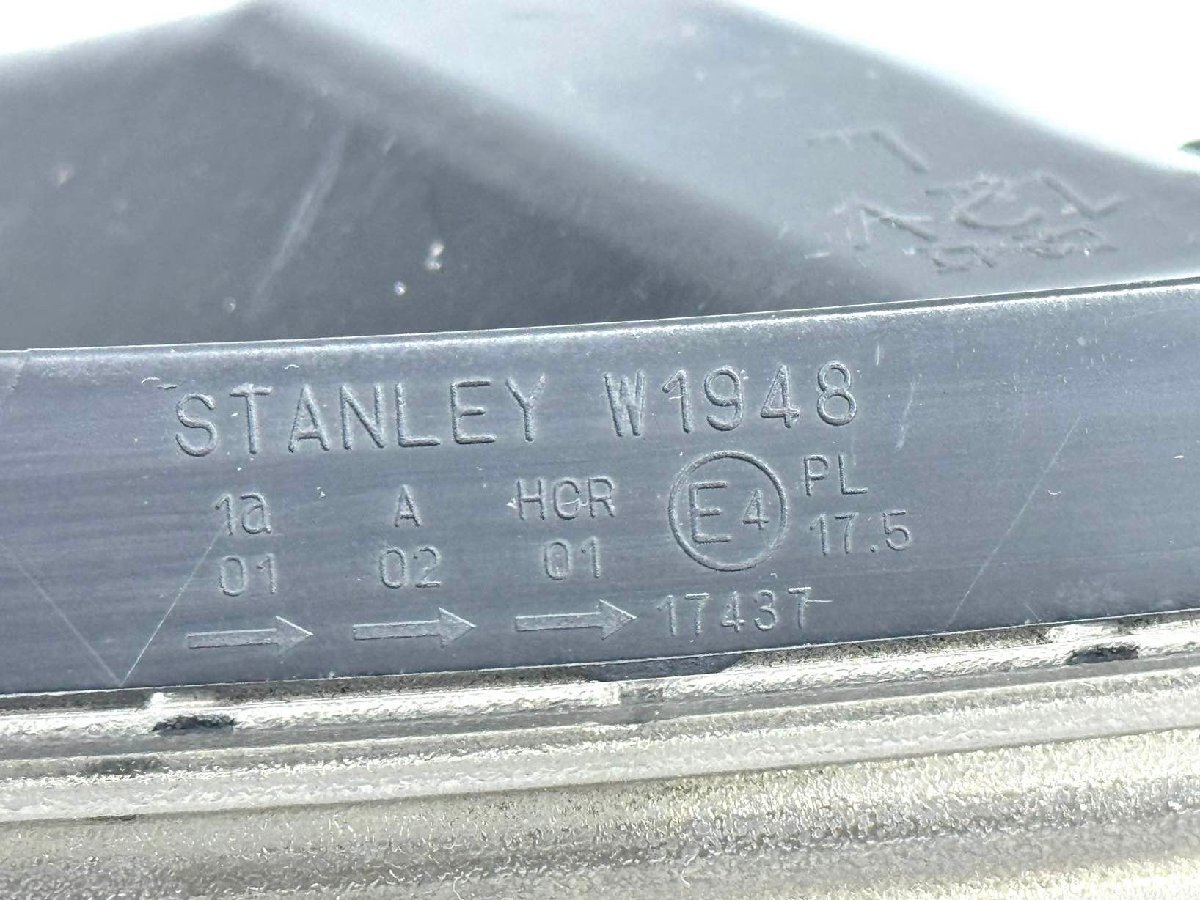 STANLEY W1948
1a A HCR E4 PL
01 02 01 17.5
→ → → 17437